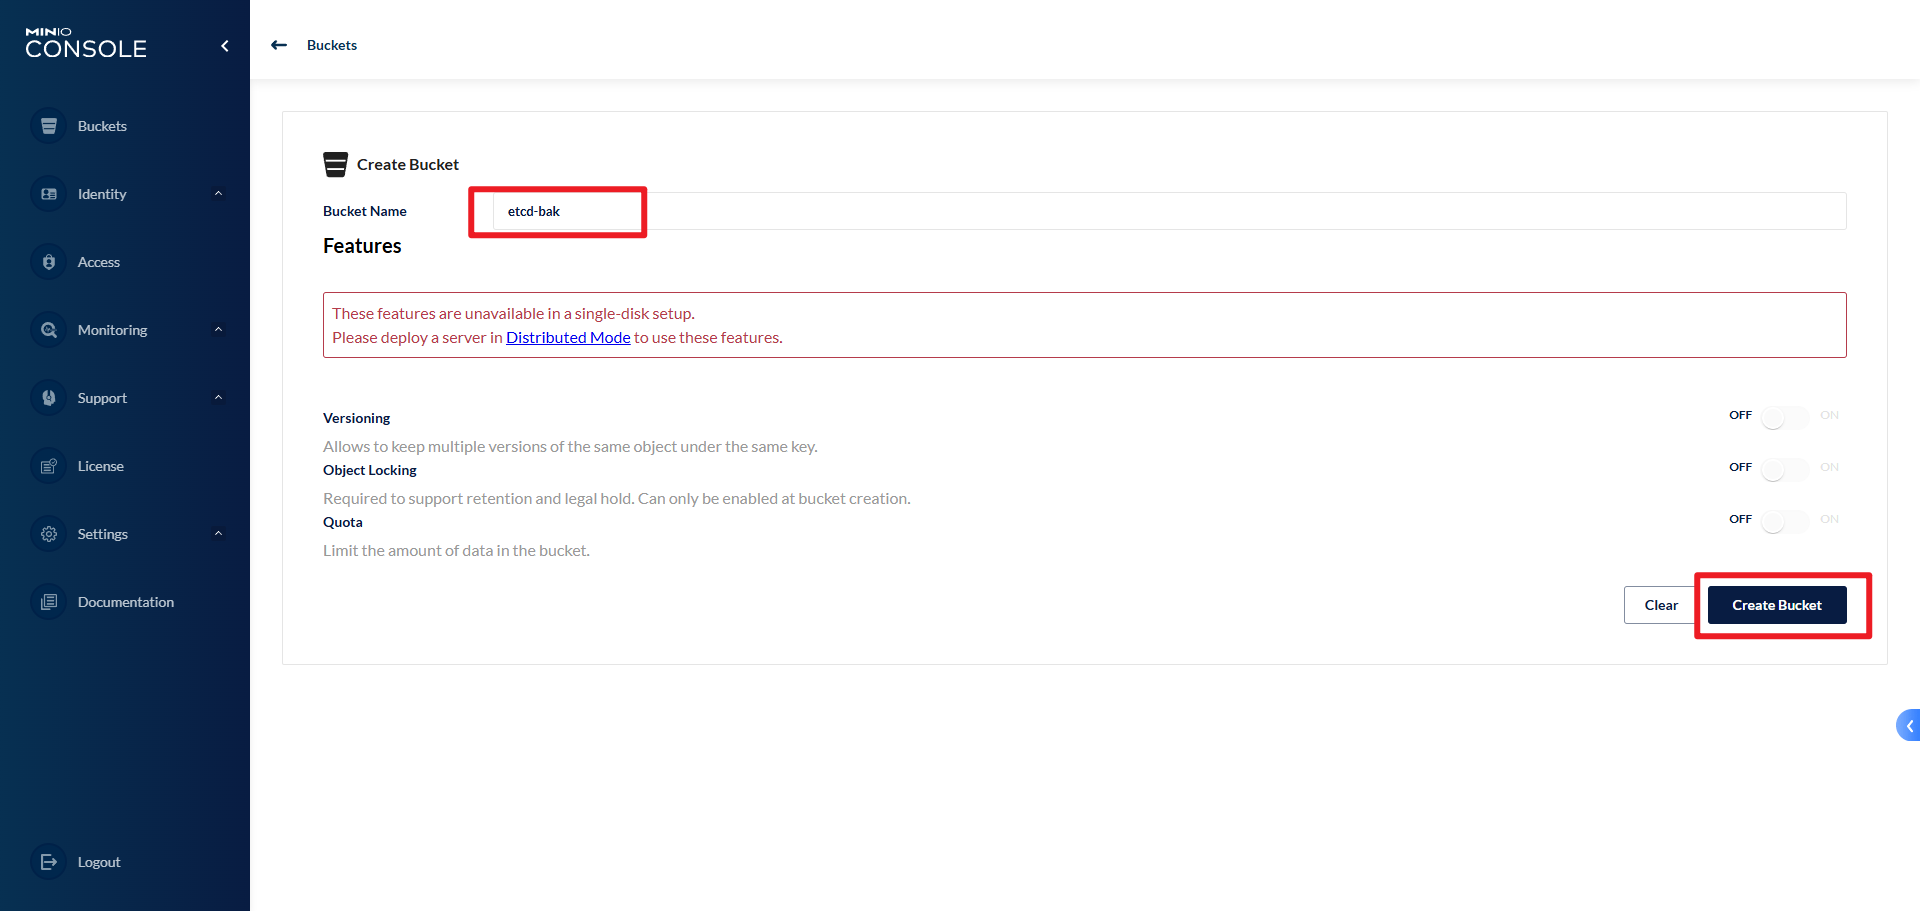 MINIO
CONSOLE
Buckets
Identity
Access
Monitoring
Support
License
Settings
Documentation
Logout
Buckets
Create Bucket
Bucket Name
etcd-bak
Features
These features are unavailable in a single-disk setup.
Please deploy a server in Distributed Mode to use these features.
Versioning
OFF ON
Allows to keep multiple versions of the same object under the same key.
Object Locking
OFF ON
Required to support retention and legal hold. Can only be enabled at bucket creation.
Quota
OFF ON
Limit the amount of data in the bucket.
Clear
Create Bucket